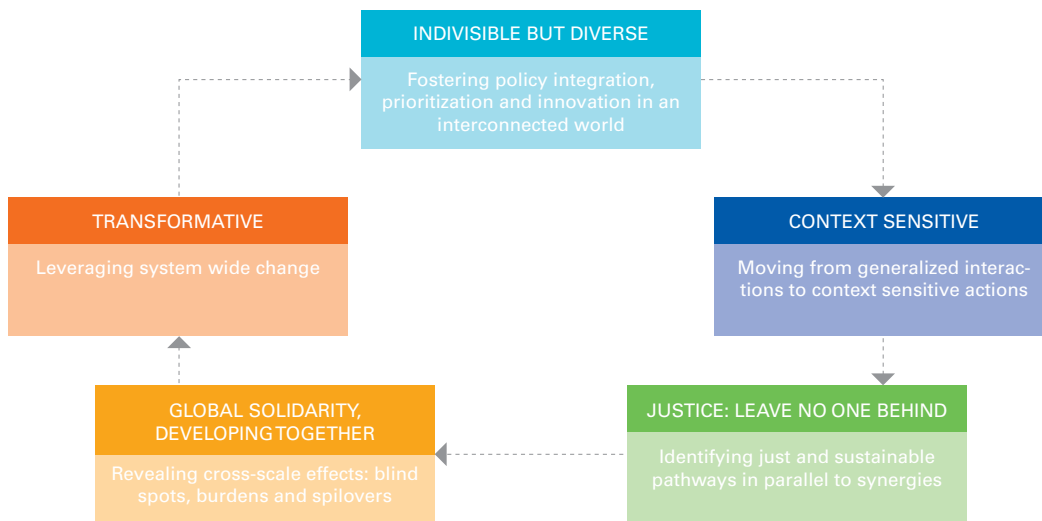 INDIVISIBLE BUT DIVERSE
Fostering policy integration,
prioritization and innovation in an
interconnected world
CONTEXT SENSITIVE
Moving from generalized interac-
tions to context sensitive actions
JUSTICE: LEAVE NO ONE BEHIND
Identifying just and sustainable
pathways in parallel to synergies
GLOBAL SOLIDARITY,
DEVELOPING TOGETHER
Revealing cross-scale effects: blind
spots, burdens and spilovers
TRANSFORMATIVE
Leveraging system wide change